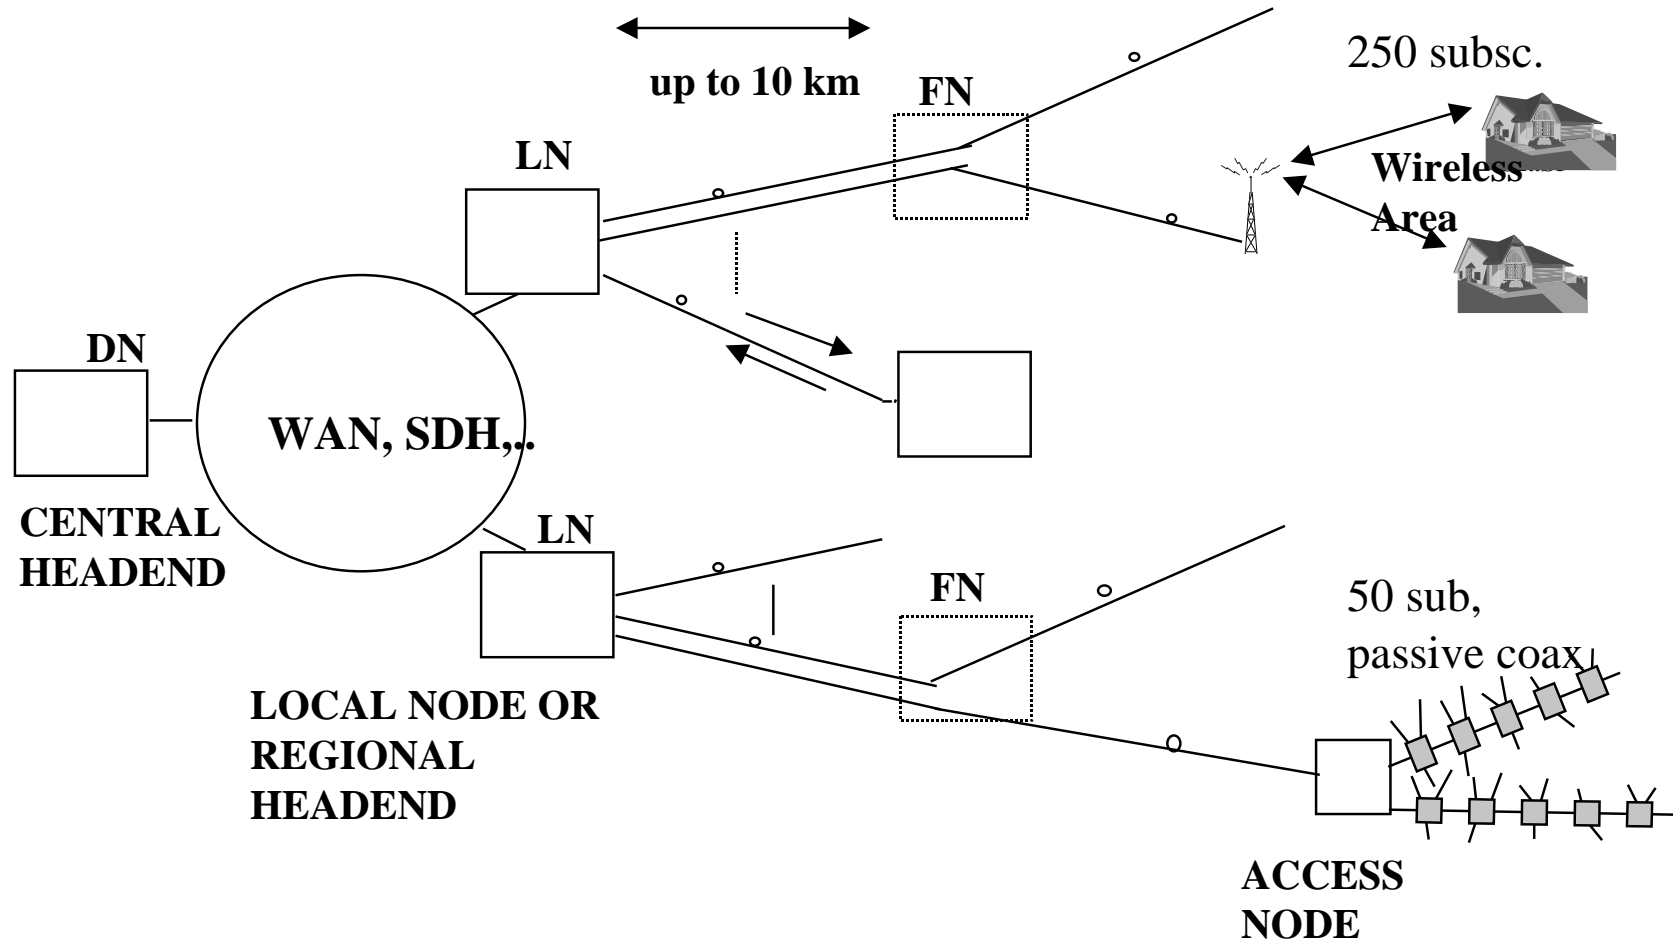 up to 10 km
250 subsc.
FN
LN
Wireless
Area
DN
WAN, SDH,..
CENTRAL
HEADEND
LN
FN
50 sub,
passive coax
LOCAL NODE OR
REGIONAL
HEADEND
ACCESS
NODE